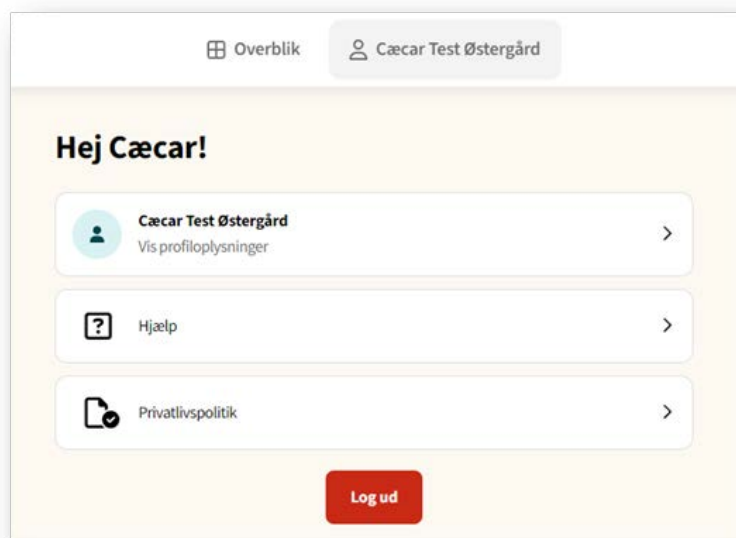 Overblik
Cæcar Test Østergård
Hej Cæcar!
Cæcar Test Østergård
Vis profiloplysninger
Hjælp
Privatlivspolitik
Log ud